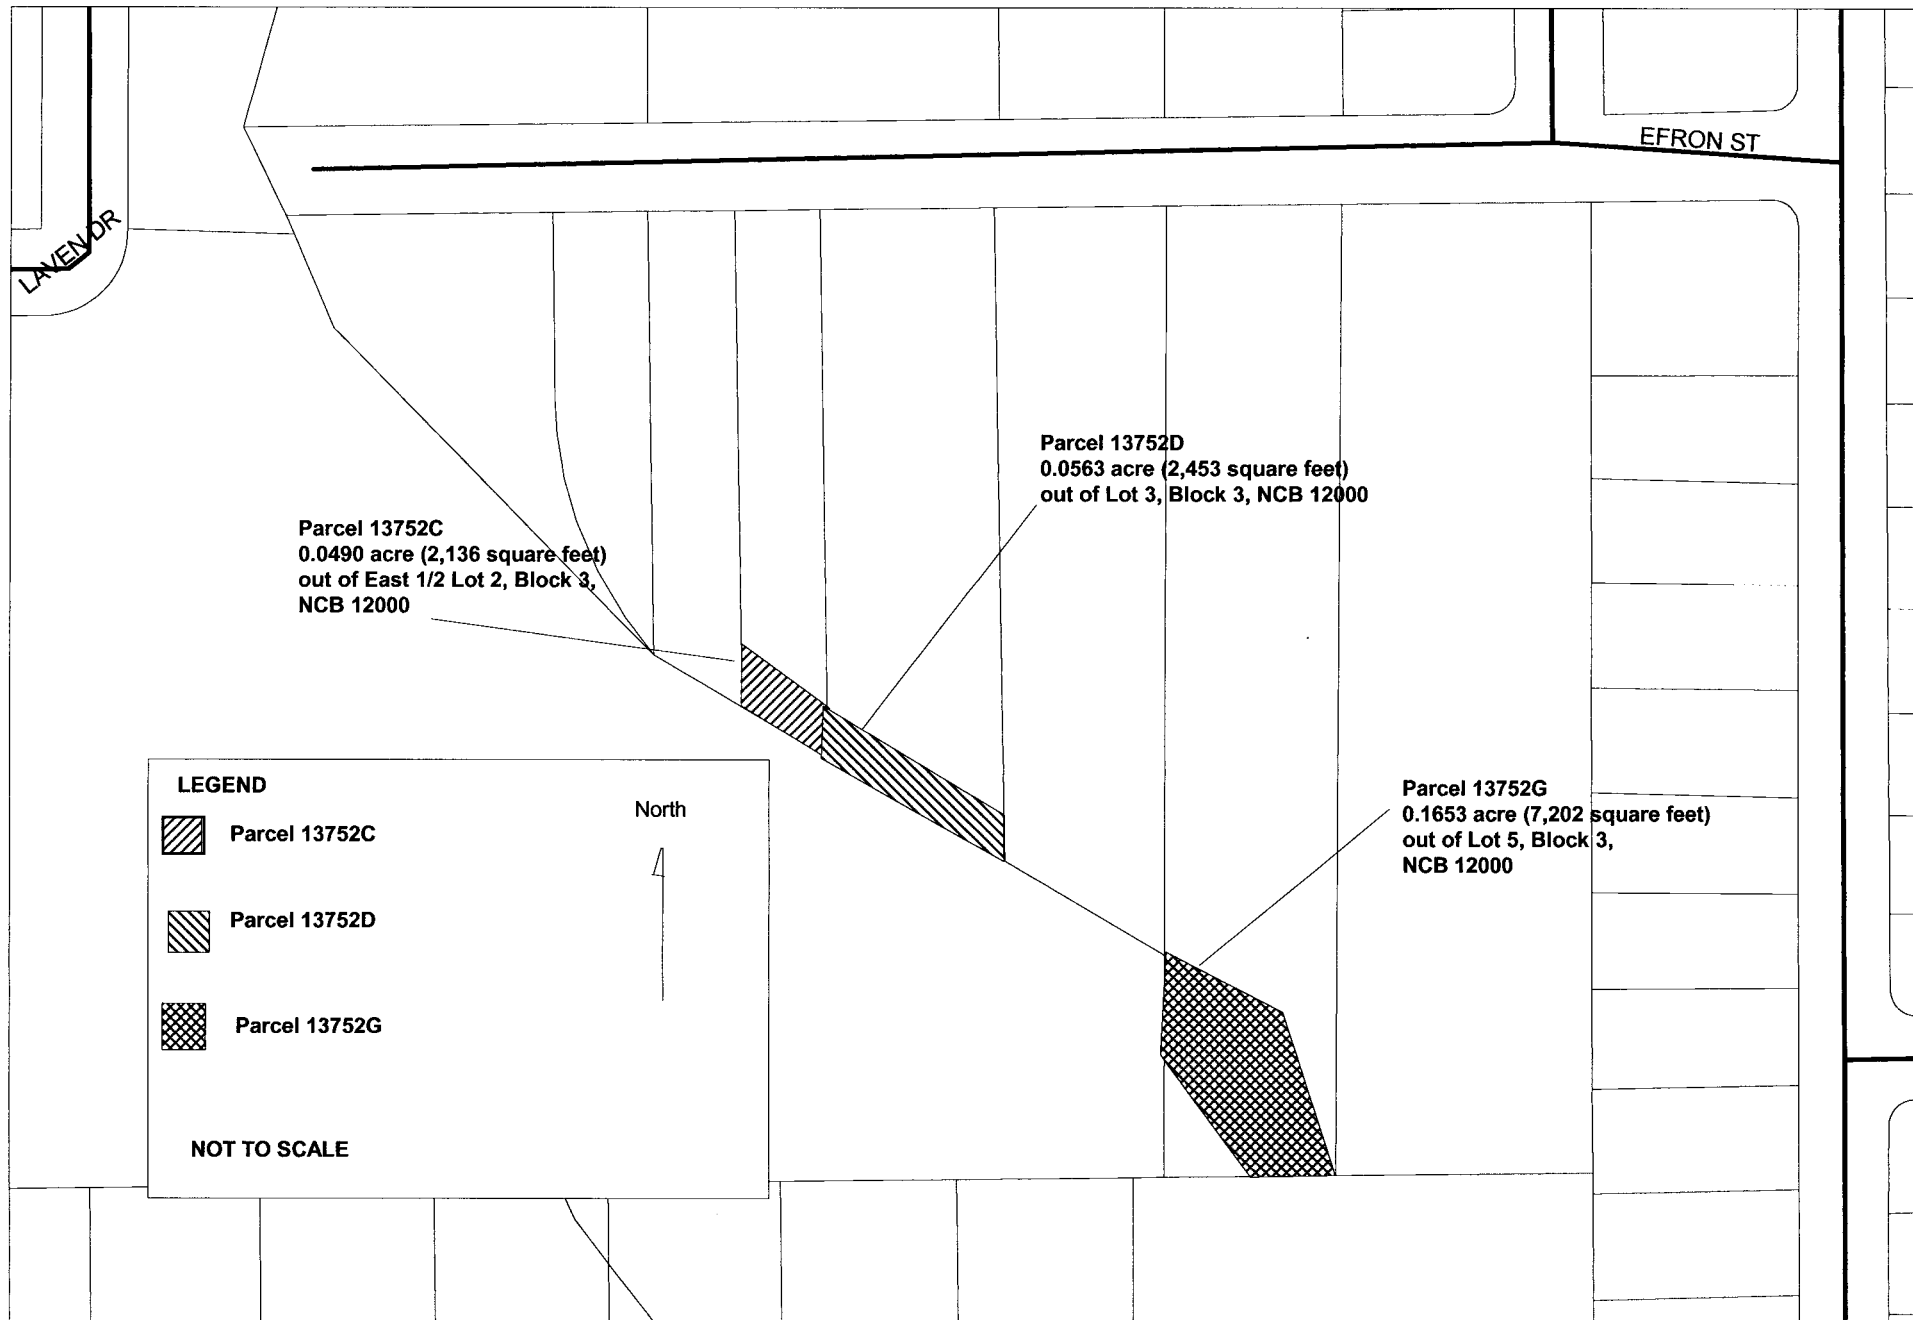 EFRON ST
LAVEN DR
Parcel 13752D
0.0563 acre (2,453 square feet)
out of Lot 3, Block 3, NCB 12000
Parcel 13752C
0.0490 acre (2,136 square feet)
out of East 1/2 Lot 2, Block 3,
NCB 12000
Parcel 13752G
0.1653 acre (7,202 square feet)
out of Lot 5, Block 3,
NCB 12000
LEGEND
North
Parcel 13752C
Parcel 13752D
Parcel 13752G
NOT TO SCALE